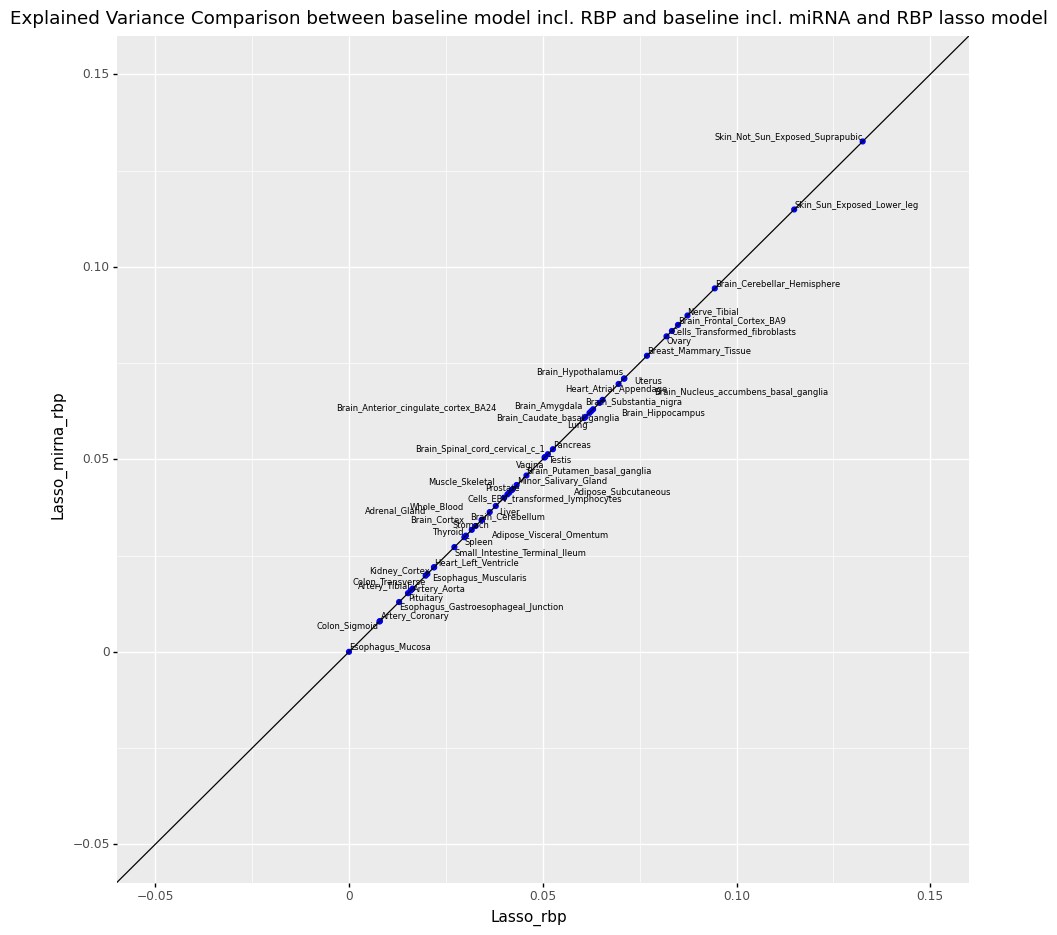 Explained Variance Comparison between baseline model incl. RBP and baseline incl. miRNA and RBP lasso model
0.15
Skin_Not_Sun_Exposed_Suprapubic
Skin_Sun_Exposed_Lower_leg
0.10
Brain_Cerebellar_Hemisphere
Nerve_Tibial
Brain_Frontal_Cortex_BA9
Cells_Transformed_fibroblasts
Ovary
Breast_Mammary_Tissue
Brain_Hypothalamus
Uterus
Heart_Atrial_Appendage
Brain_Nucleus_accumbens_basal_ganglia
Brain_Substantia_nigra
Brain_Amygdala
Brain_Anterior_cingulate_cortex_BA24
Brain_Hippocampus
Brain_Caudate_basal_ganglia
Lung
Pancreas
Brain_Spinal_cord_cervical_c_1
0.05
Testis
Vagina
Brain_Putamen_basal_ganglia
Minor_Salivary_Gland
Muscle_Skeletal
Prostate
Adipose_Subcutaneous
Cells_EBV_transformed_lymphocytes
Whole_Blood
Adrenal_Gland
Liver
Brain_Cerebellum
Brain_Cortex
Stomach
Thyroid
Adipose_Visceral_Omentum
Spleen
Small_Intestine_Terminal_Ileum
Heart_Left_Ventricle
Kidney_Cortex
Esophagus_Muscularis
Colon_Transverse
Artery_Tibial
Artery_Aorta
Pituitary
Esophagus_Gastroesophageal_Junction
Artery_Coronary
Colon_Sigmoid
Esophagus_Mucosa
0
−0.05
−0.05
0
0.05
0.10
0.15
Lasso_rbp
Lasso_mirna_rbp